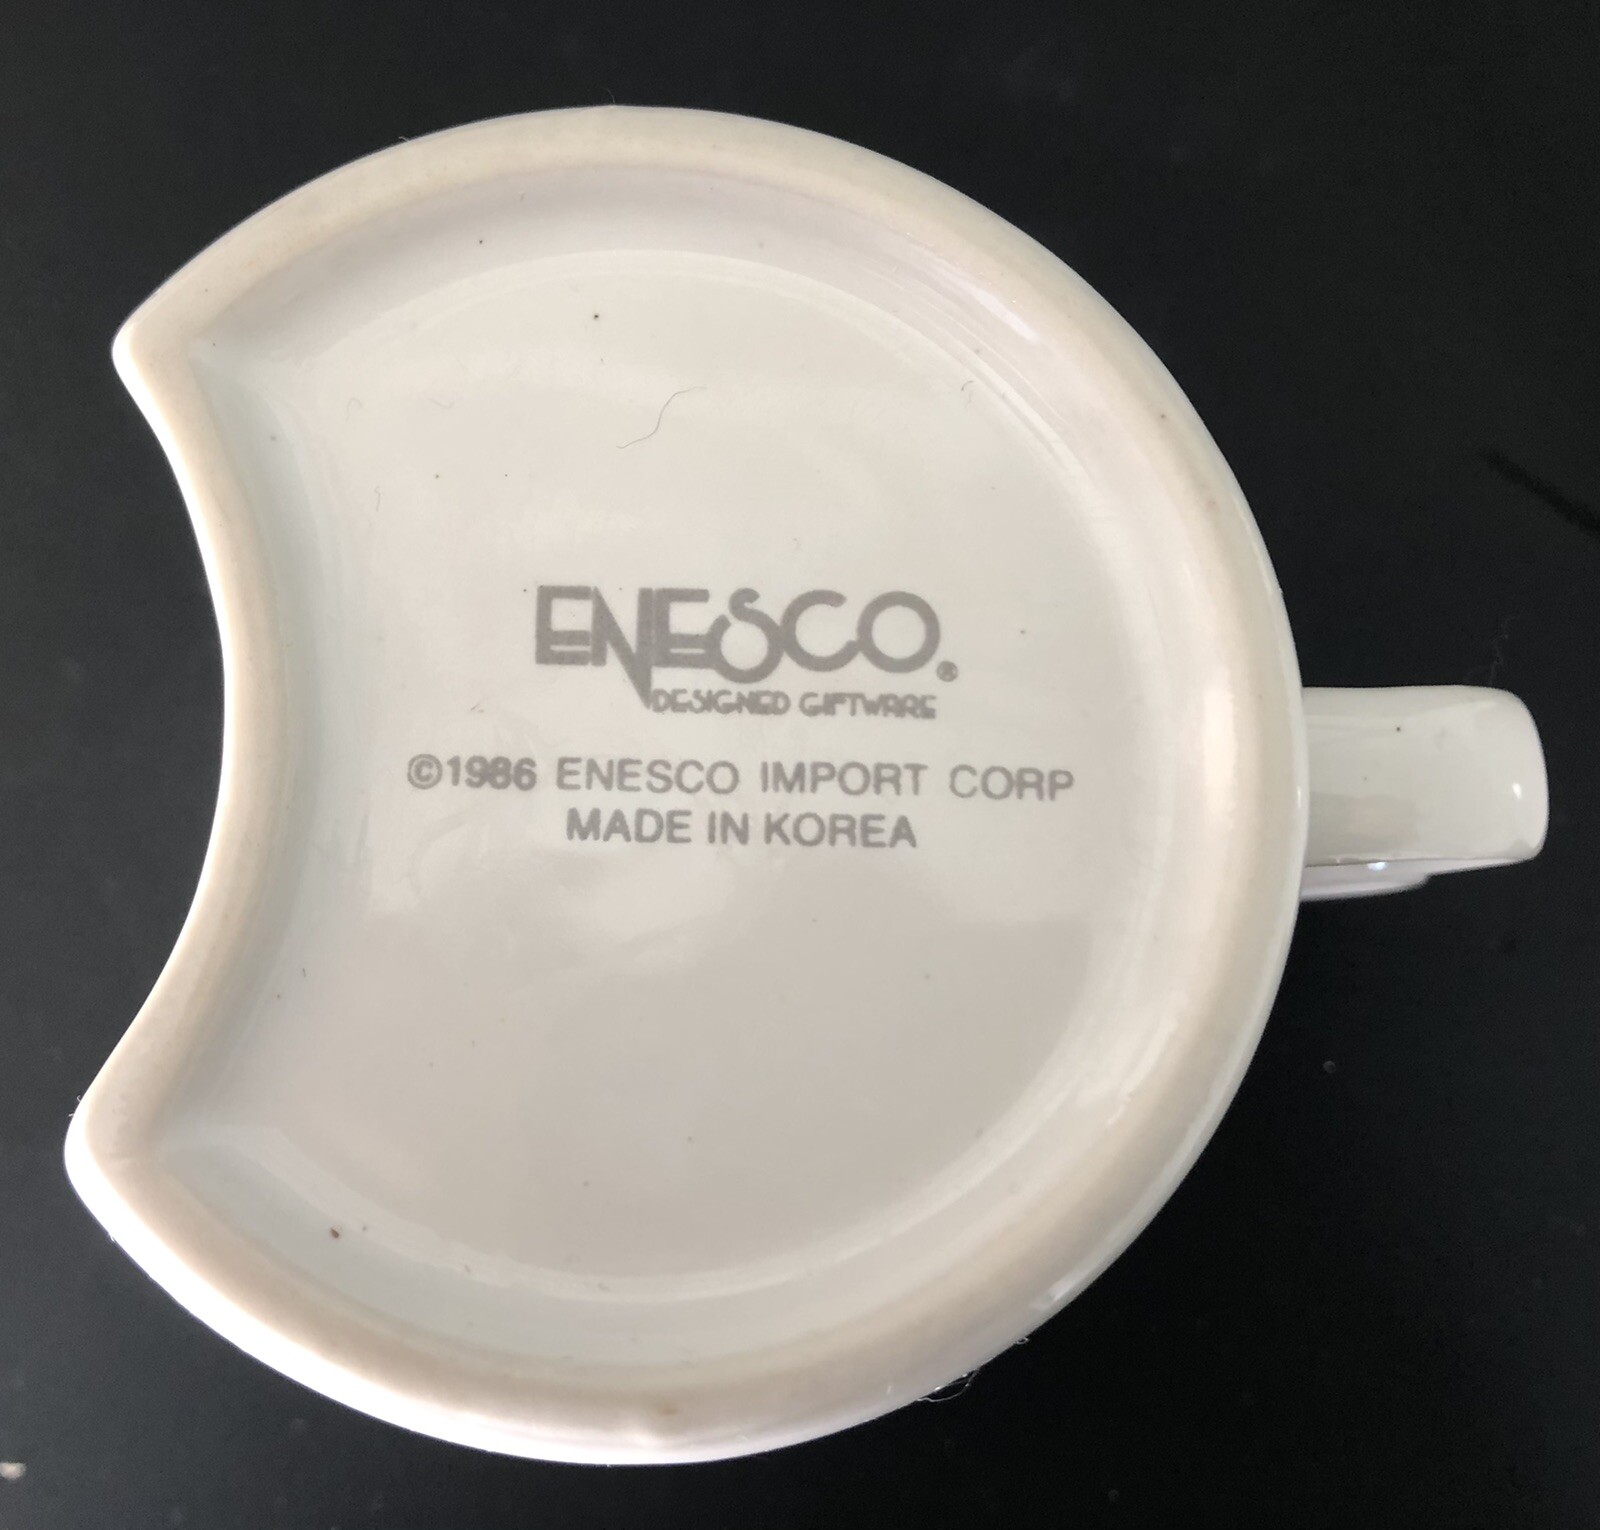 ENESCO®
DESIGNED GIFTWARE
©1986 ENESCO IMPORT CORP
MADE IN KOREA